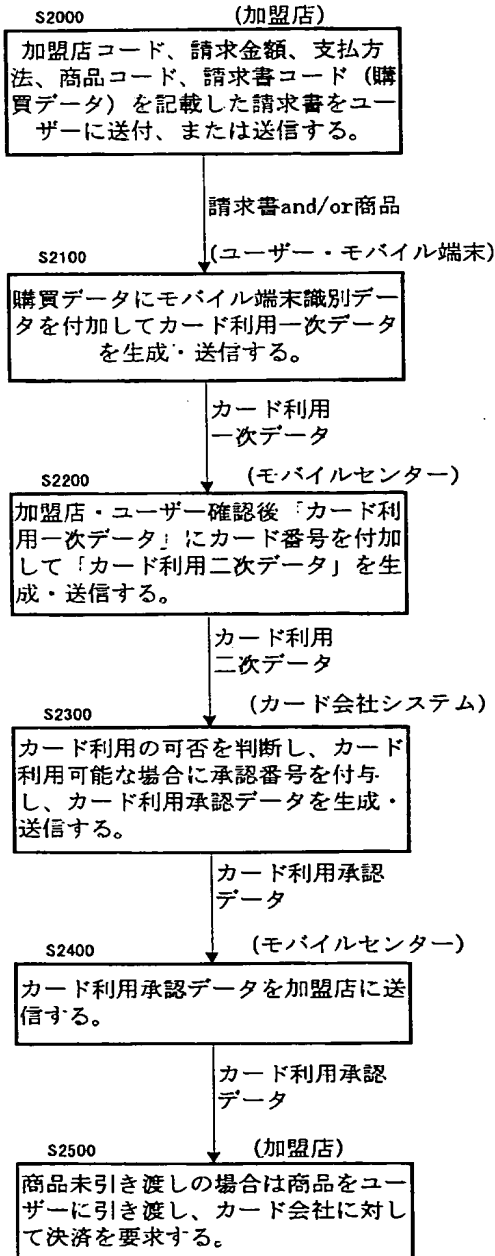 S2000 (加盟店)
加盟店コード、請求金額、支払方
法、商品コード、請求書コード (購
買データ) を記載した請求書をユー
ザーに送付、または送信する。
請求書and/or商品
S2100 (ユーザー・モバイル端末)
購買データにモバイル端末識別デー
タを付加してカード利用一次データ
を生成・送信する。
カード利用
一次データ
S2200 (モバイルセンター)
加盟店・ユーザー確認後「カード利
用一次データ」にカード番号を付加
して「カード利用二次データ」を生
成・送信する。
カード利用
二次データ
S2300 (カード会社システム)
カード利用の可否を判断し、カード
利用可能な場合に承認番号を付与
し、カード利用承認データを生成・
送信する。
カード利用承認
データ
S2400 (モバイルセンター)
カード利用承認データを加盟店に送
信する。
カード利用承認
データ
S2500 (加盟店)
商品未引き渡しの場合は商品をユー
ザーに引き渡し、カード会社に対し
て決済を要求する。